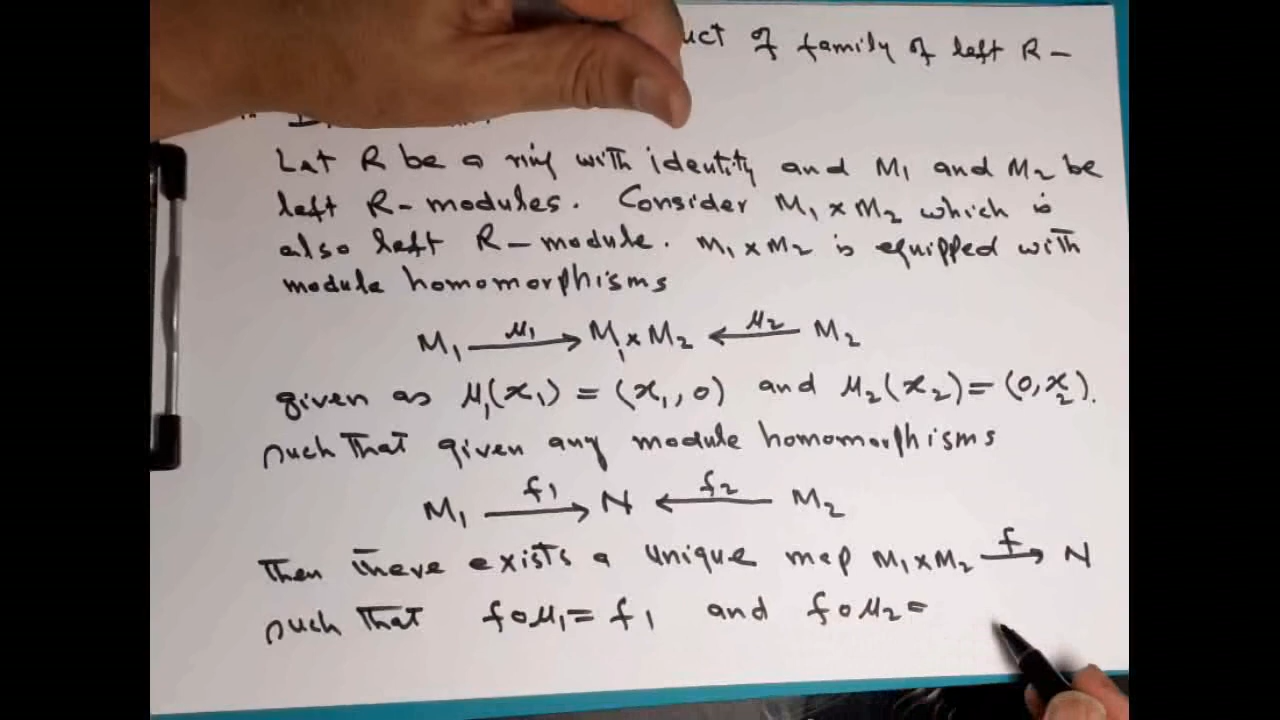 of family of left R-
Let R be a ring with identity and M₁ and M₂ be
left R-modules. Consider M₁ × M₂ which is
also left R-module. M₁ × M₂ is equipped with
module homomorphisms
M₁ —μ₁→ M₁ × M₂ ←μ₂— M₂
given as μ₁(x₁) = (x₁, 0) and μ₂(x₂) = (0, x₂).
such that given any module homomorphisms
M₁ —f₁→ N ←f₂— M₂
Then there exists a unique map M₁ × M₂ —f→ N
such that f∘μ₁ = f₁ and f∘μ₂ =